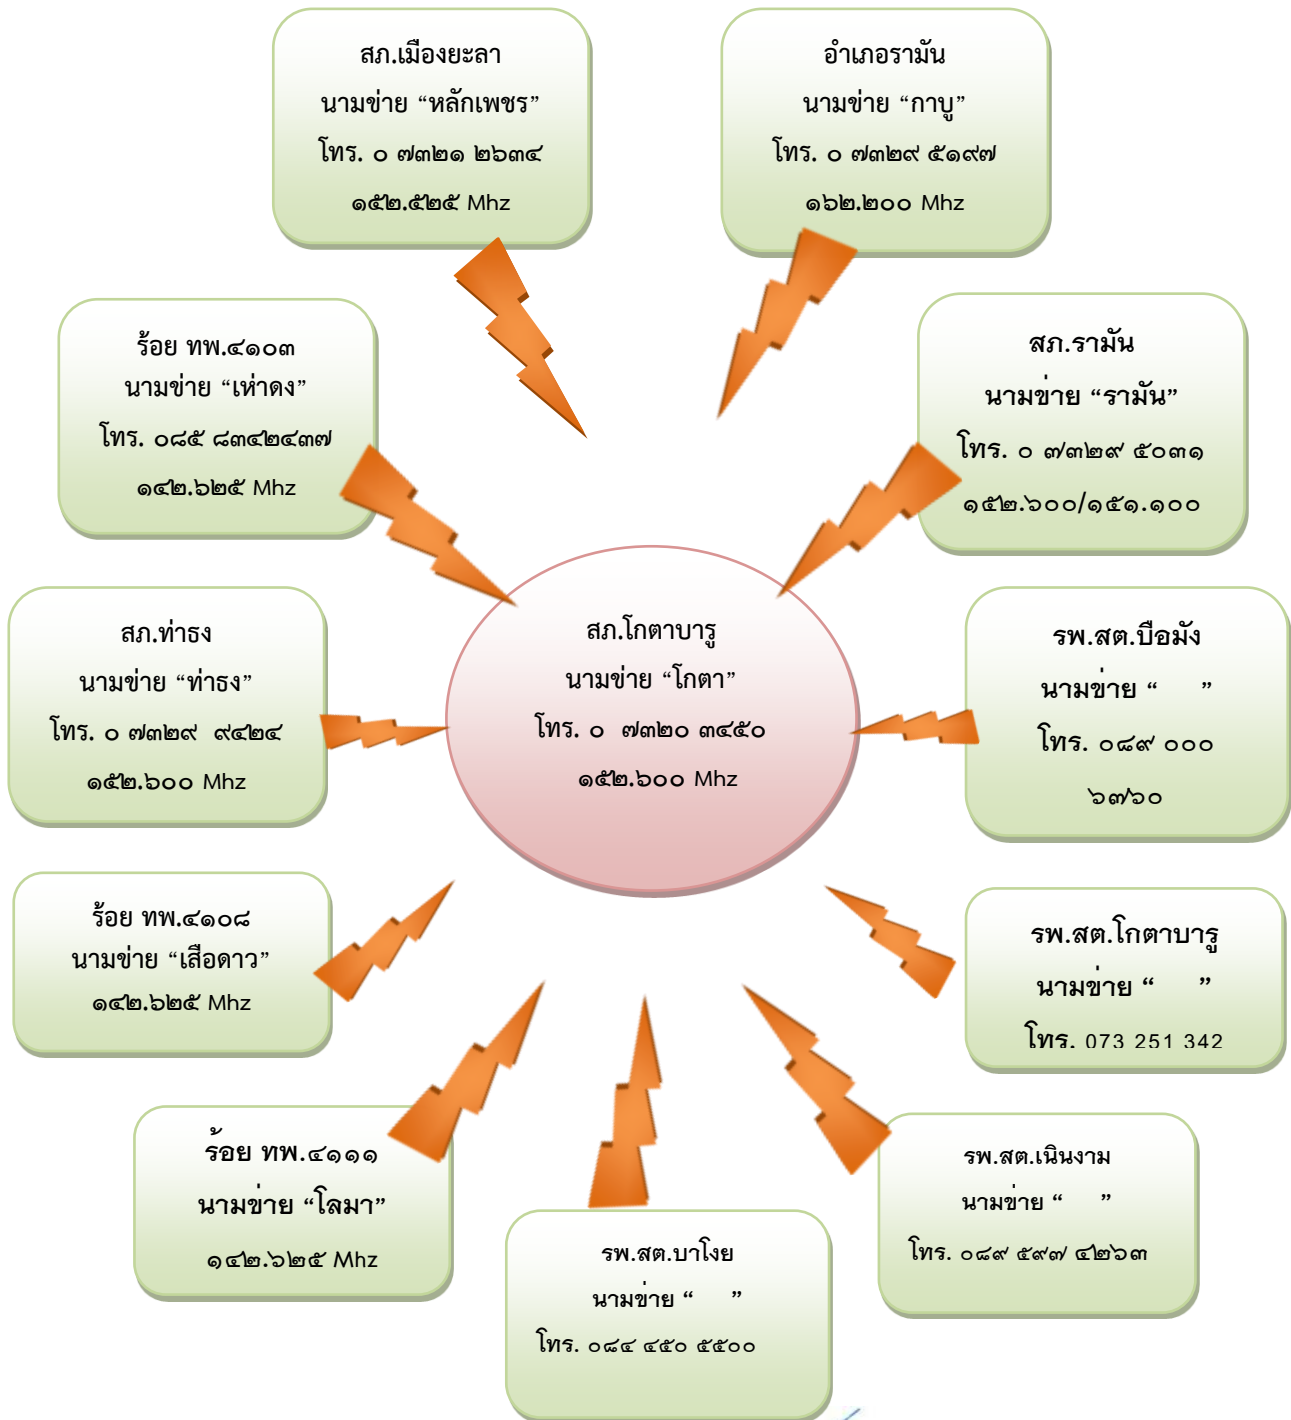 สภ.เมืองยะลา
นามข่าย “หลักเพชร”
โทร. ๐ ๗๓๒๑ ๒๖๓๔
๑๕๒.๕๒๕ Mhz
อำเภอรามัน
นามข่าย “กาบู”
โทร. ๐ ๗๓๒๙ ๕๑๙๗
๑๖๒.๒๐๐ Mhz
ร้อย ทพ.๔๑๐๓
นามข่าย “เห่าดง”
โทร. ๐๘๕ ๘๓๔๒๔๓๗
๑๔๒.๖๒๕ Mhz
สภ.รามัน
นามข่าย “รามัน”
โทร. ๐ ๗๓๒๙ ๕๐๓๑
๑๕๒.๖๐๐/๑๕๑.๑๐๐
สภ.ท่าธง
นามข่าย “ท่าธง”
โทร. ๐ ๗๓๒๙  ๙๔๒๔
๑๕๒.๖๐๐ Mhz
สภ.โกตาบารู
นามข่าย “โกตา”
โทร. ๐  ๗๓๒๐ ๓๔๕๐
๑๕๒.๖๐๐ Mhz
รพ.สต.บือมัง
นามข่าย “     ”
โทร. ๐๘๙ ๐๐๐
๖๗๖๐
ร้อย ทพ.๔๑๐๘
นามข่าย “เสือดาว”
๑๔๒.๖๒๕ Mhz
รพ.สต.โกตาบารู
นามข่าย “     ”
โทร. 073 251 342
ร้อย ทพ.๔๑๑๑
นามข่าย “โลมา”
๑๔๒.๖๒๕ Mhz
รพ.สต.บาโงย
นามข่าย “     ”
โทร. ๐๘๔ ๔๕๐ ๕๕๐๐
รพ.สต.เนินงาม
นามข่าย “     ”
โทร. ๐๘๙ ๕๙๗ ๔๒๖๓